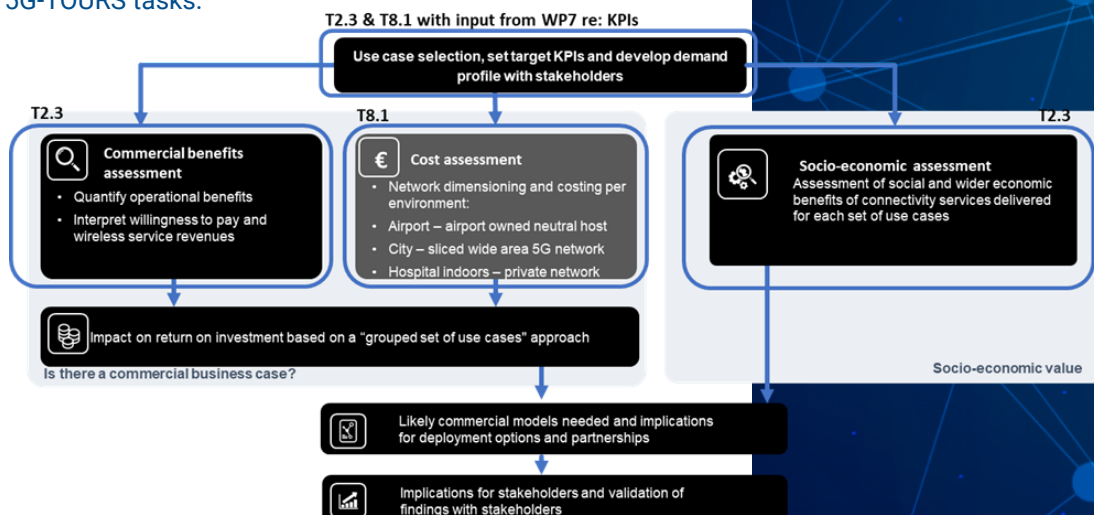 5G-TOURS tasks:
T2.3 & T8.1 with input from WP7 re: KPIs
Use case selection, set target KPIs and develop demand
profile with stakeholders
T2.3
Commercial benefits
assessment
• Quantify operational benefits
• Interpret willingness to pay and
wireless service revenues
T8.1
€
Cost assessment
• Network dimensioning and costing per
environment:
• Airport – airport owned neutral host
• City – sliced wide area 5G network
• Hospital indoors – private network
T2.3
Socio-economic assessment
Assessment of social and wider economic
benefits of connectivity services delivered
for each set of use cases
Impact on return on investment based on a “grouped set of use cases” approach
Is there a commercial business case?
Socio-economic value
Likely commercial models needed and implications
for deployment options and partnerships
Implications for stakeholders and validation of
findings with stakeholders